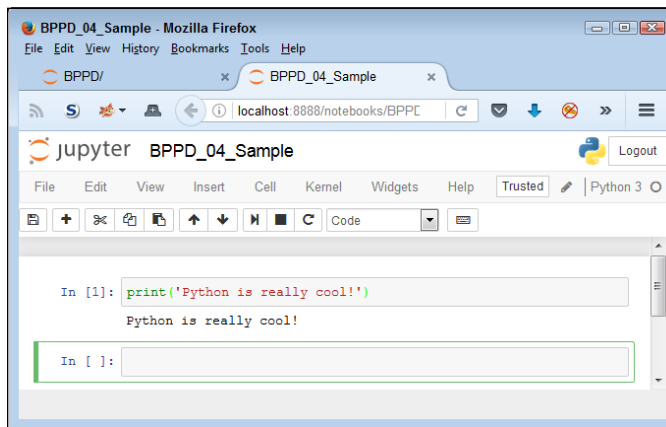 BPPD_04_Sample - Mozilla Firefox
File Edit View History Bookmarks Tools Help
BPPD/ × BPPD_04_Sample ×
localhost:8888/notebooks/BPPD
jupyter BPPD_04_Sample Logout
File Edit View Insert Cell Kernel Widgets Help Trusted Python 3
Code
In [1]: print('Python is really cool!')
Python is really cool!
In [ ]: